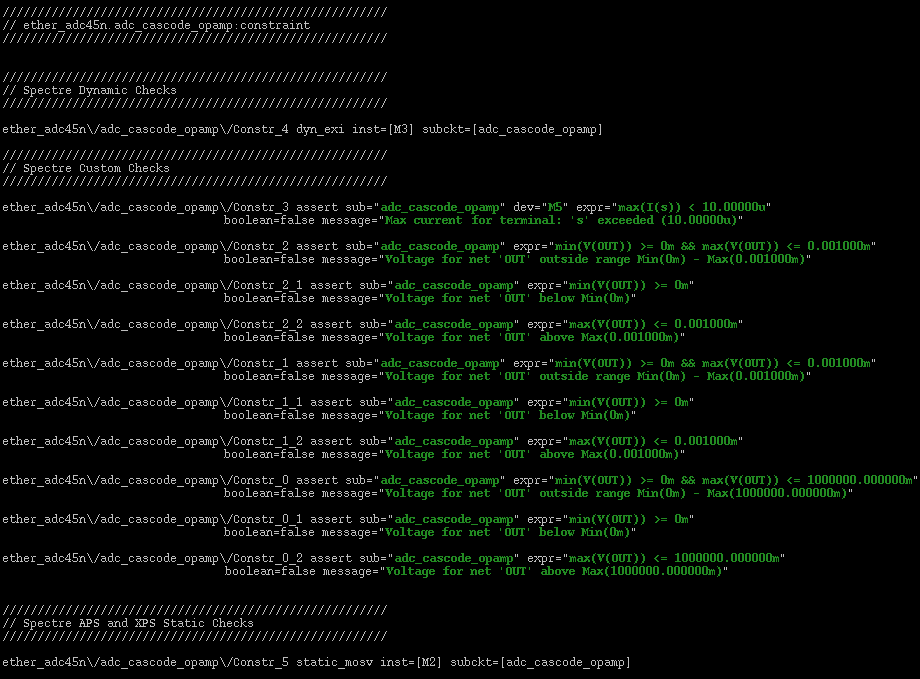 ///////////////////////////////////////////////////////
// ether_adc45n.adc_cascode_opamp:constraint
///////////////////////////////////////////////////////
///////////////////////////////////////////////////////
// Spectre Dynamic Checks
///////////////////////////////////////////////////////
ether_adc45n\/adc_cascode_opamp\/Constr_4 dyn_exi inst=[M3] subckt=[adc_cascode_opamp]
///////////////////////////////////////////////////////
// Spectre Custom Checks
///////////////////////////////////////////////////////
ether_adc45n\/adc_cascode_opamp\/Constr_3 assert sub="adc_cascode_opamp" dev="M5" expr="max(I(s)) < 10.00000u"
boolean=false message="Max current for terminal: 's' exceeded (10.00000u)"
ether_adc45n\/adc_cascode_opamp\/Constr_2 assert sub="adc_cascode_opamp" expr="min(V(OUT)) >= 0m && max(V(OUT)) <= 0.001000m"
boolean=false message="Voltage for net 'OUT' outside range Min(0m) - Max(0.001000m)"
ether_adc45n\/adc_cascode_opamp\/Constr_2_1 assert sub="adc_cascode_opamp" expr="min(V(OUT)) >= 0m"
boolean=false message="Voltage for net 'OUT' below Min(0m)"
ether_adc45n\/adc_cascode_opamp\/Constr_2_2 assert sub="adc_cascode_opamp" expr="max(V(OUT)) <= 0.001000m"
boolean=false message="Voltage for net 'OUT' above Max(0.001000m)"
ether_adc45n\/adc_cascode_opamp\/Constr_1 assert sub="adc_cascode_opamp" expr="min(V(OUT)) >= 0m && max(V(OUT)) <= 0.001000m"
boolean=false message="Voltage for net 'OUT' outside range Min(0m) - Max(0.001000m)"
ether_adc45n\/adc_cascode_opamp\/Constr_1_1 assert sub="adc_cascode_opamp" expr="min(V(OUT)) >= 0m"
boolean=false message="Voltage for net 'OUT' below Min(0m)"
ether_adc45n\/adc_cascode_opamp\/Constr_1_2 assert sub="adc_cascode_opamp" expr="max(V(OUT)) <= 0.001000m"
boolean=false message="Voltage for net 'OUT' above Max(0.001000m)"
ether_adc45n\/adc_cascode_opamp\/Constr_0 assert sub="adc_cascode_opamp" expr="min(V(OUT)) >= 0m && max(V(OUT)) <= 1000000.000000m"
boolean=false message="Voltage for net 'OUT' outside range Min(0m) - Max(1000000.000000m)"
ether_adc45n\/adc_cascode_opamp\/Constr_0_1 assert sub="adc_cascode_opamp" expr="min(V(OUT)) >= 0m"
boolean=false message="Voltage for net 'OUT' below Min(0m)"
ether_adc45n\/adc_cascode_opamp\/Constr_0_2 assert sub="adc_cascode_opamp" expr="max(V(OUT)) <= 1000000.000000m"
boolean=false message="Voltage for net 'OUT' above Max(1000000.000000m)"
///////////////////////////////////////////////////////
// Spectre APS and XPS Static Checks
///////////////////////////////////////////////////////
ether_adc45n\/adc_cascode_opamp\/Constr_5 static_mosv inst=[M2] subckt=[adc_cascode_opamp]